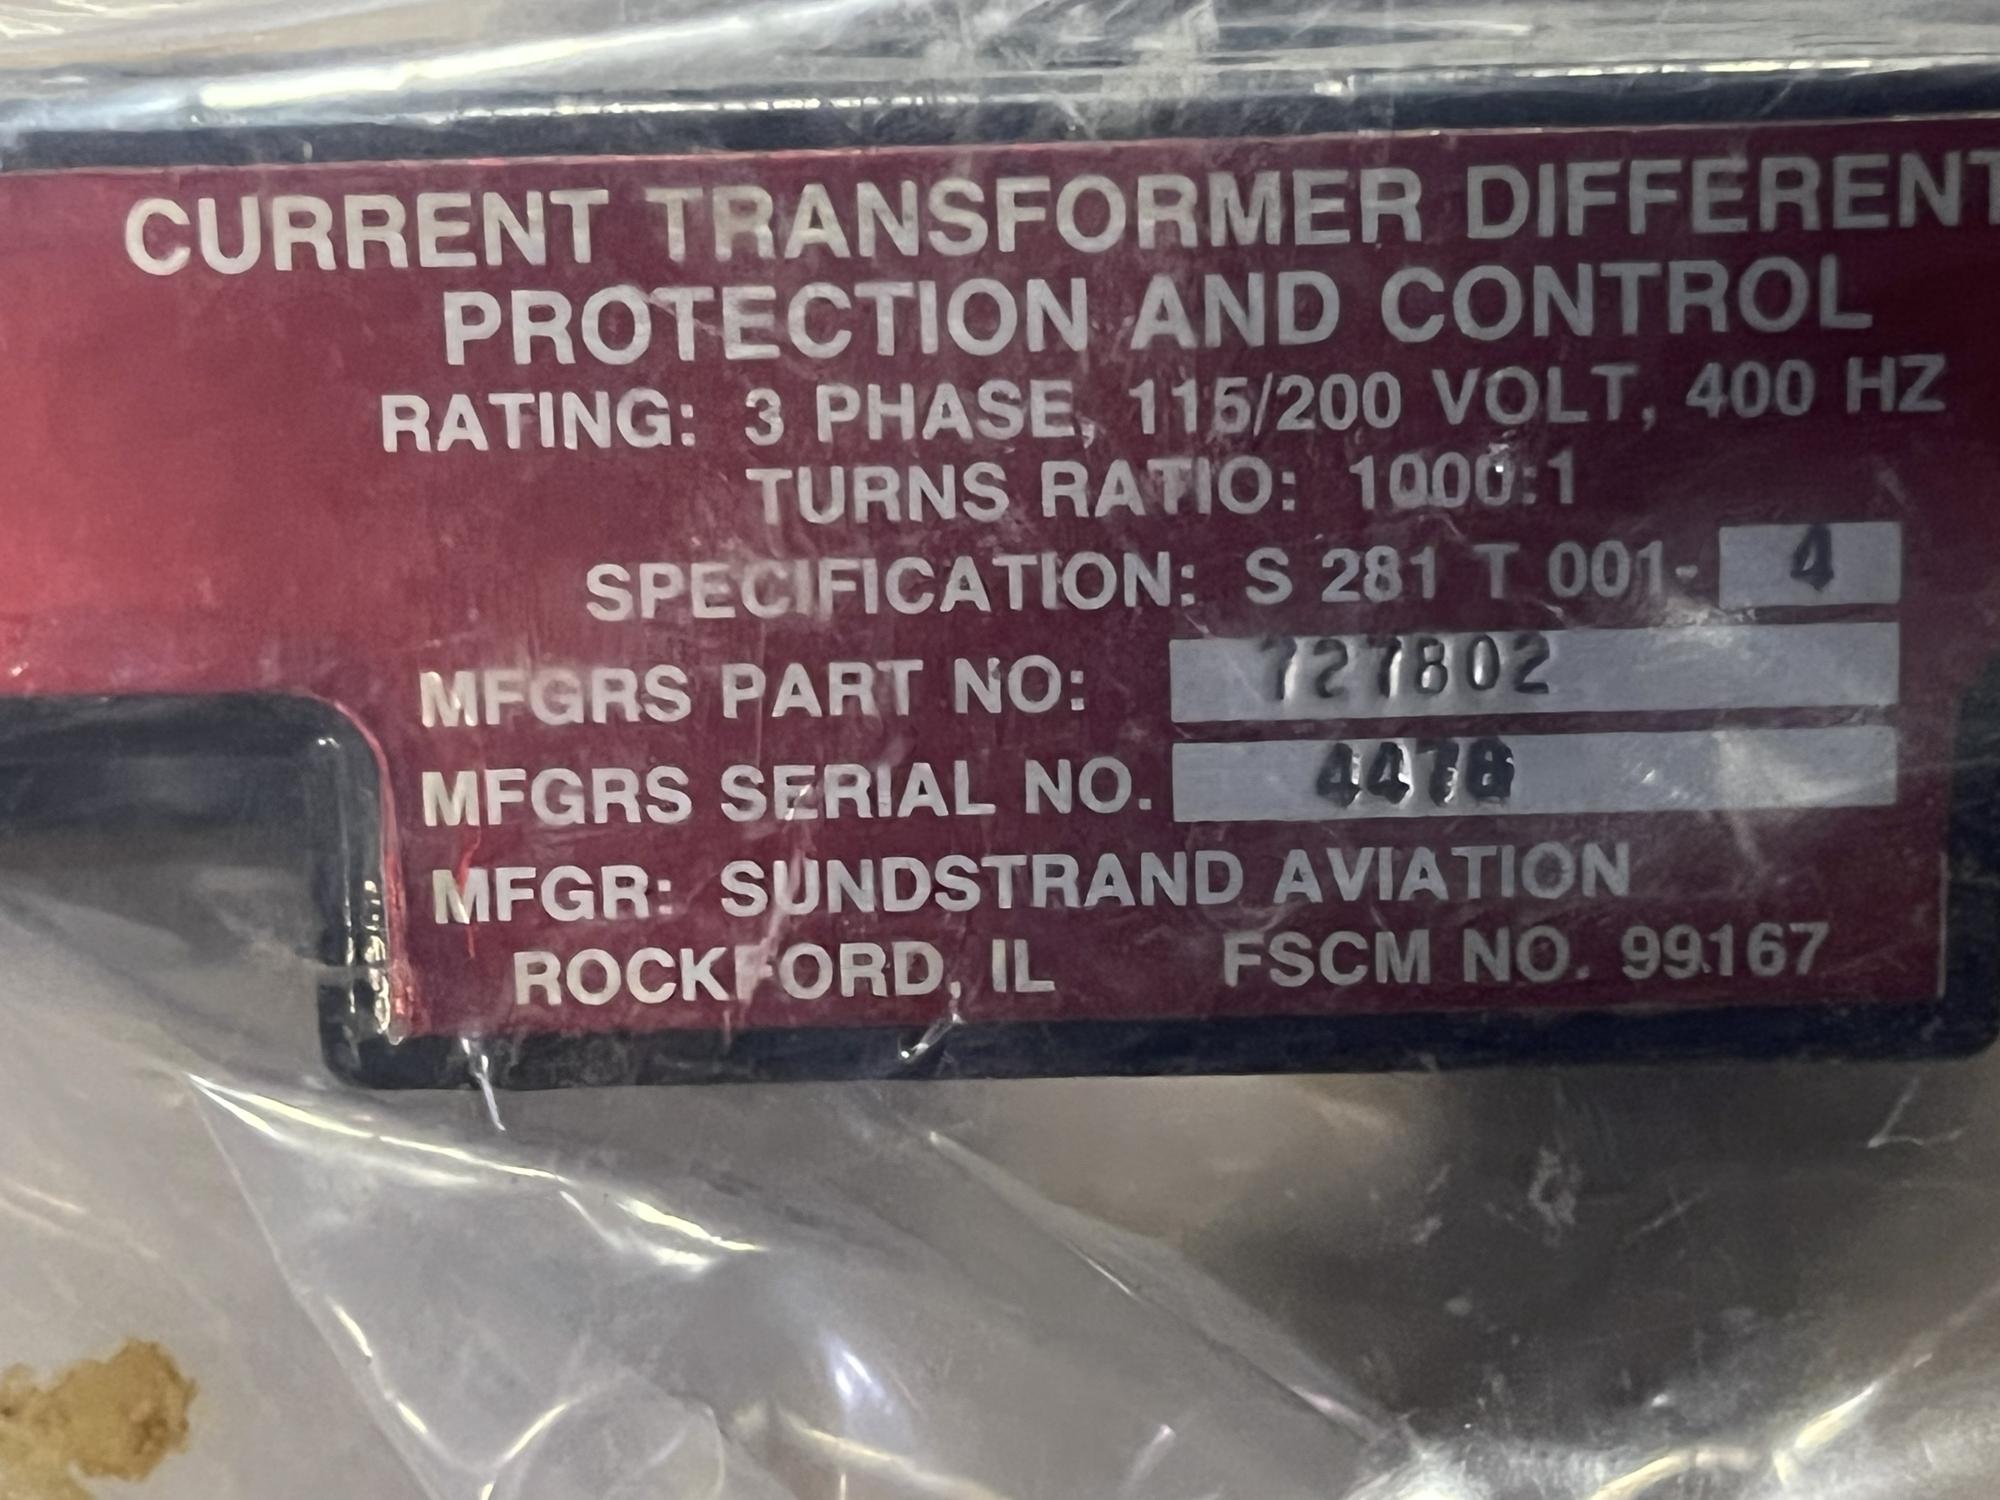 CURRENT TRANSFORMER DIFFERENT
PROTECTION AND CONTROL
RATING: 3 PHASE, 115/200 VOLT, 400 HZ
TURNS RATIO: 1000:1
SPECIFICATION: S 281 T 001- 4
MFGRS PART NO: 727802
MFGRS SERIAL NO. 4478
MFGR: SUNDSTRAND AVIATION
ROCKFORD, IL FSCM NO. 99167